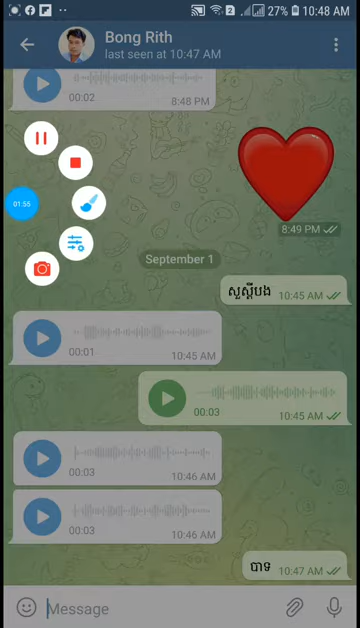 27% 10:48 AM
Bong Rith
last seen at 10:47 AM
00:02 8:48 PM
01:55
8:49 PM
September 1
សួស្តីបង 10:45 AM
00:01 10:45 AM
00:03 10:45 AM
00:03 10:46 AM
00:03 10:46 AM
បាទ 10:47 AM
Message